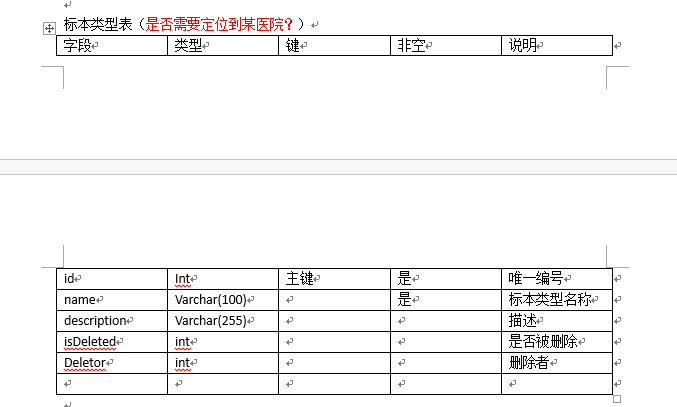 标本类型表（是否需要定位到某医院？）
字段 类型 键 非空 说明
id Int 主键 是 唯一编号
name Varchar(100) 是 标本类型名称
description Varchar(255) 描述
isDeleted int 是否被删除
Deletor int 删除者